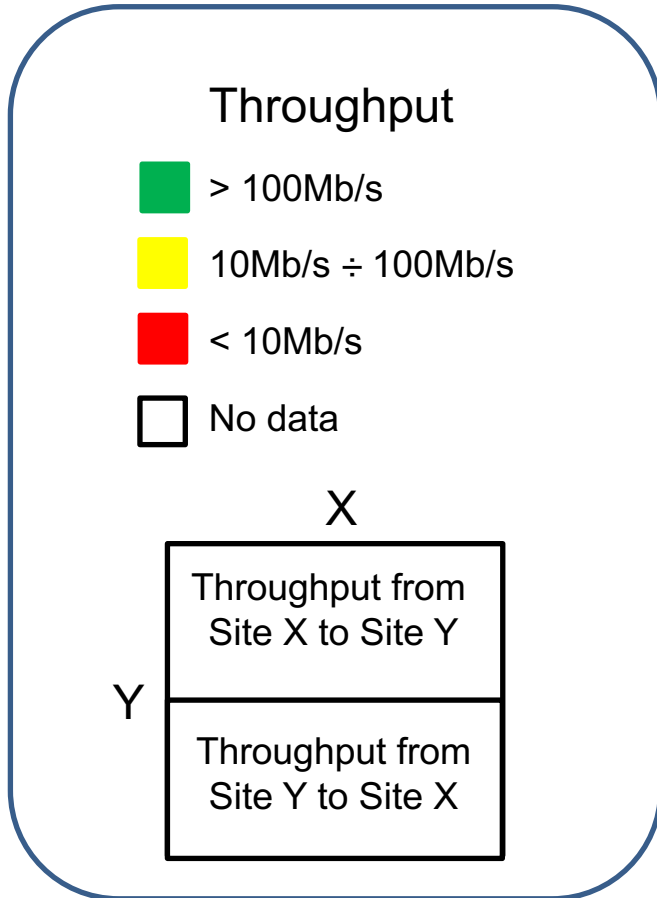 Throughput
> 100Mb/s
10Mb/s ÷ 100Mb/s
< 10Mb/s
No data
X
Throughput from
Site X to Site Y
Y
Throughput from
Site Y to Site X